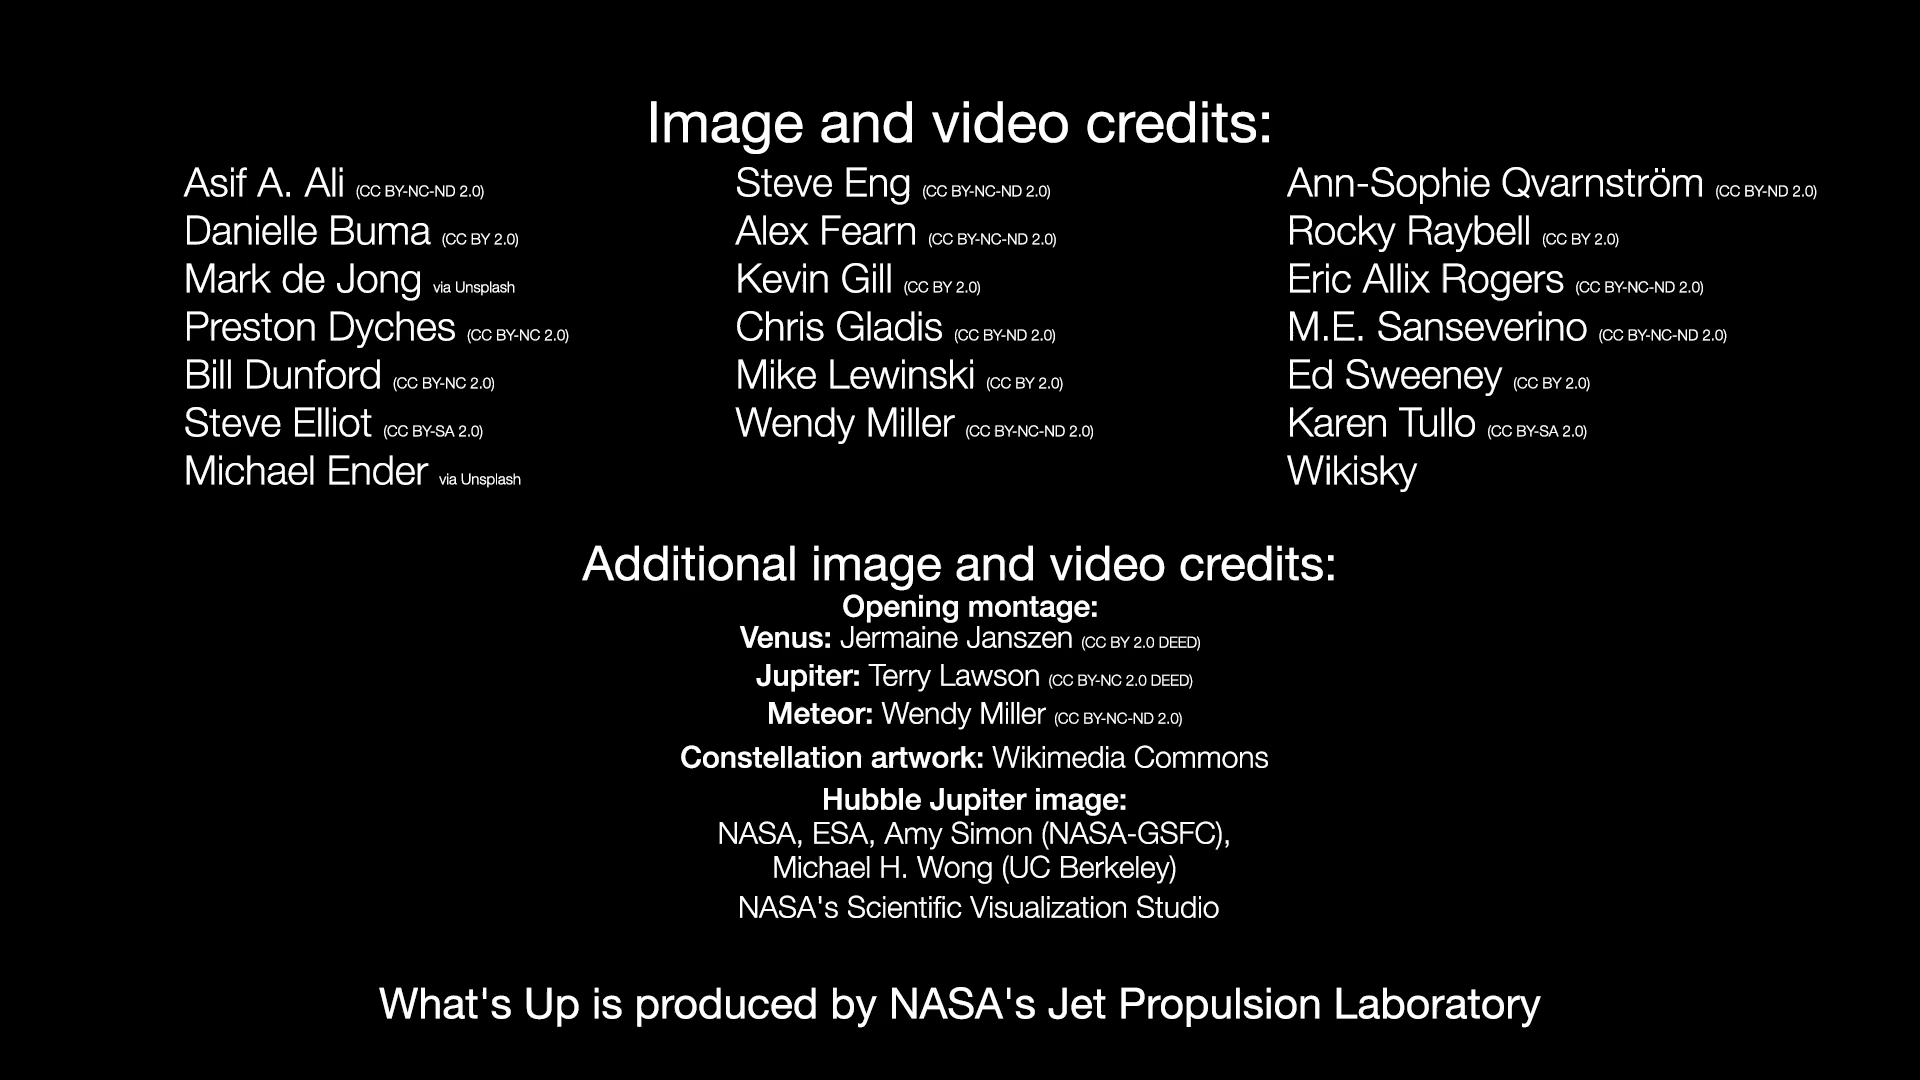 Image and video credits:
Asif A. Ali (CC BY-NC-ND 2.0)
Danielle Buma (CC BY 2.0)
Mark de Jong via Unsplash
Preston Dyches (CC BY-NC 2.0)
Bill Dunford (CC BY-NC 2.0)
Steve Elliot (CC BY-SA 2.0)
Michael Ender via Unsplash
Steve Eng (CC BY-NC-ND 2.0)
Alex Fearn (CC BY-NC-ND 2.0)
Kevin Gill (CC BY 2.0)
Chris Gladis (CC BY-ND 2.0)
Mike Lewinski (CC BY 2.0)
Wendy Miller (CC BY-NC-ND 2.0)
Ann-Sophie Qvarnström (CC BY-ND 2.0)
Rocky Raybell (CC BY 2.0)
Eric Allix Rogers (CC BY-NC-ND 2.0)
M.E. Sanseverino (CC BY-NC-ND 2.0)
Ed Sweeney (CC BY 2.0)
Karen Tullo (CC BY-SA 2.0)
Wikisky
Additional image and video credits:
Opening montage:
Venus: Jermaine Janszen (CC BY 2.0 DEED)
Jupiter: Terry Lawson (CC BY-NC 2.0 DEED)
Meteor: Wendy Miller (CC BY-NC-ND 2.0)
Constellation artwork: Wikimedia Commons
Hubble Jupiter image:
NASA, ESA, Amy Simon (NASA-GSFC),
Michael H. Wong (UC Berkeley)
NASA's Scientific Visualization Studio
What's Up is produced by NASA's Jet Propulsion Laboratory